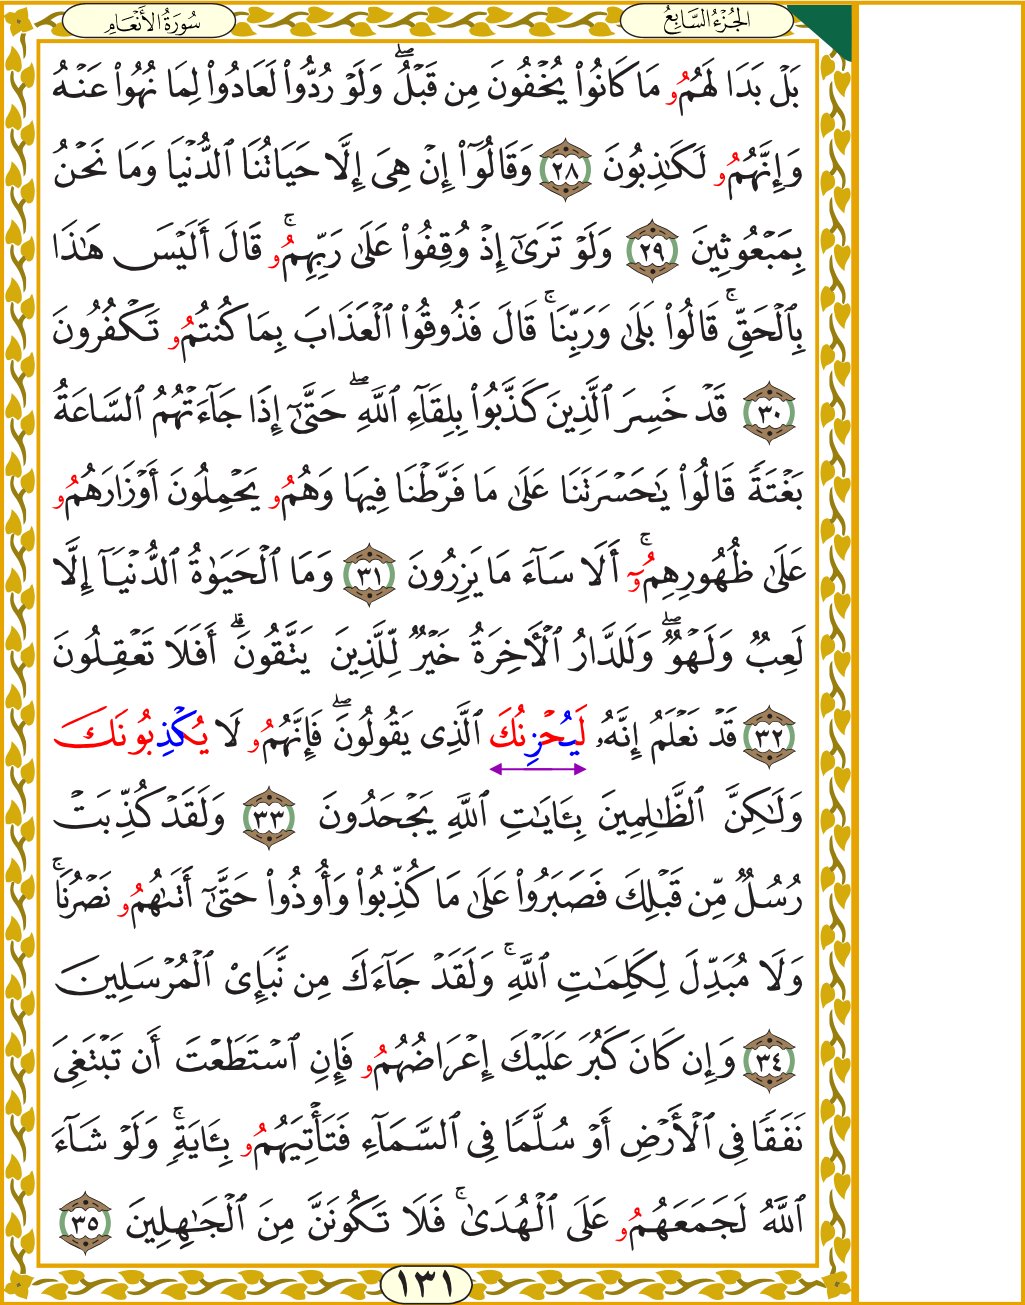 الجُزْءُ السَّابِعُ
سُورَةُ الأَنْعَامِ
بَلۡ بَدَا لَهُمُو مَا كَانُوا۟ يُخۡفُونَ مِن قَبۡلُۖ وَلَوۡ رُدُّوا۟ لَعَادُوا۟ لِمَا نُهُوا۟ عَنۡهُ
وَإِنَّهُمُو لَكَـٰذِبُونَ ٢٨ وَقَالُوٓا۟ إِنۡ هِىَ إِلَّا حَيَاتُنَا ٱلدُّنۡيَا وَمَا نَحۡنُ
بِمَبۡعُوثِينَ ٢٩ وَلَوۡ تَرَىٰٓ إِذۡ وُقِفُوا۟ عَلَىٰ رَبِّهِمُوۚ قَالَ أَلَيۡسَ هَـٰذَا
بِٱلۡحَقِّۚ قَالُوا۟ بَلَىٰ وَرَبِّنَاۚ قَالَ فَذُوقُوا۟ ٱلۡعَذَابَ بِمَا كُنتُمُو تَكۡفُرُونَ
٣٠ قَدۡ خَسِرَ ٱلَّذِينَ كَذَّبُوا۟ بِلِقَآءِ ٱللَّهِۖ حَتَّىٰٓ إِذَا جَآءَتۡهُمُ ٱلسَّاعَةُ
بَغۡتَةً قَالُوا۟ يَـٰحَسۡرَتَنَا عَلَىٰ مَا فَرَّطۡنَا فِيهَا وَهُمُو يَحۡمِلُونَ أَوۡزَارَهُمُو
عَلَىٰ ظُهُورِهِمُوٓۚ أَلَا سَآءَ مَا يَزِرُونَ ٣١ وَمَا ٱلۡحَيَوٰةُ ٱلدُّنۡيَآ إِلَّا
لَعِبٌ وَلَهۡوٌۖ وَلَلدَّارُ ٱلۡأَخِرَةُ خَيۡرٌ لِّلَّذِينَ يَتَّقُونَۗ أَفَلَا تَعۡقِلُونَ
٣٢ قَدۡ نَعۡلَمُ إِنَّهُۥ لَيُحۡزِنُكَ ٱلَّذِى يَقُولُونَۖ فَإِنَّهُمُو لَا يُكۡذِبُونَكَ
وَلَـٰكِنَّ ٱلظَّـٰلِمِينَ بِـَٔايَـٰتِ ٱللَّهِ يَجۡحَدُونَ ٣٣ وَلَقَدۡ كُذِّبَتۡ
رُسُلٌ مِّن قَبۡلِكَ فَصَبَرُوا۟ عَلَىٰ مَا كُذِّبُوا۟ وَأُوذُوا۟ حَتَّىٰٓ أَتَىٰهُمُو نَصۡرُنَاۚ
وَلَا مُبَدِّلَ لِكَلِمَـٰتِ ٱللَّهِۚ وَلَقَدۡ جَآءَكَ مِن نَّبَإِى۟ ٱلۡمُرۡسَلِينَ
٣٤ وَإِن كَانَ كَبُرَ عَلَيۡكَ إِعۡرَاضُهُمُو فَإِنِ ٱسۡتَطَعۡتَ أَن تَبۡتَغِىَ
نَفَقًا فِى ٱلۡأَرۡضِ أَوۡ سُلَّمًا فِى ٱلسَّمَآءِ فَتَأۡتِيَهُمُو بِـَٔايَةٍۚ وَلَوۡ شَآءَ
ٱللَّهُ لَجَمَعَهُمُو عَلَى ٱلۡهُدَىٰۚ فَلَا تَكُونَنَّ مِنَ ٱلۡجَـٰهِلِينَ ٣٥
١٣١